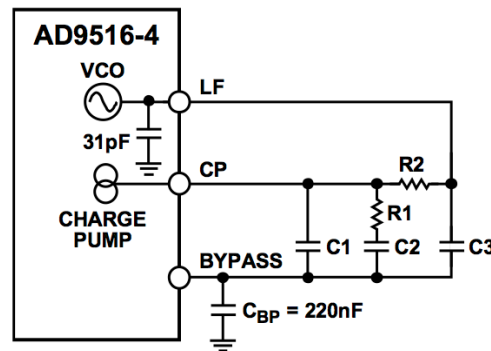 AD9516-4
VCO
LF
31pF
CP
R2
R1
CHARGE
PUMP
C1
C2
C3
BYPASS
CBP = 220nF